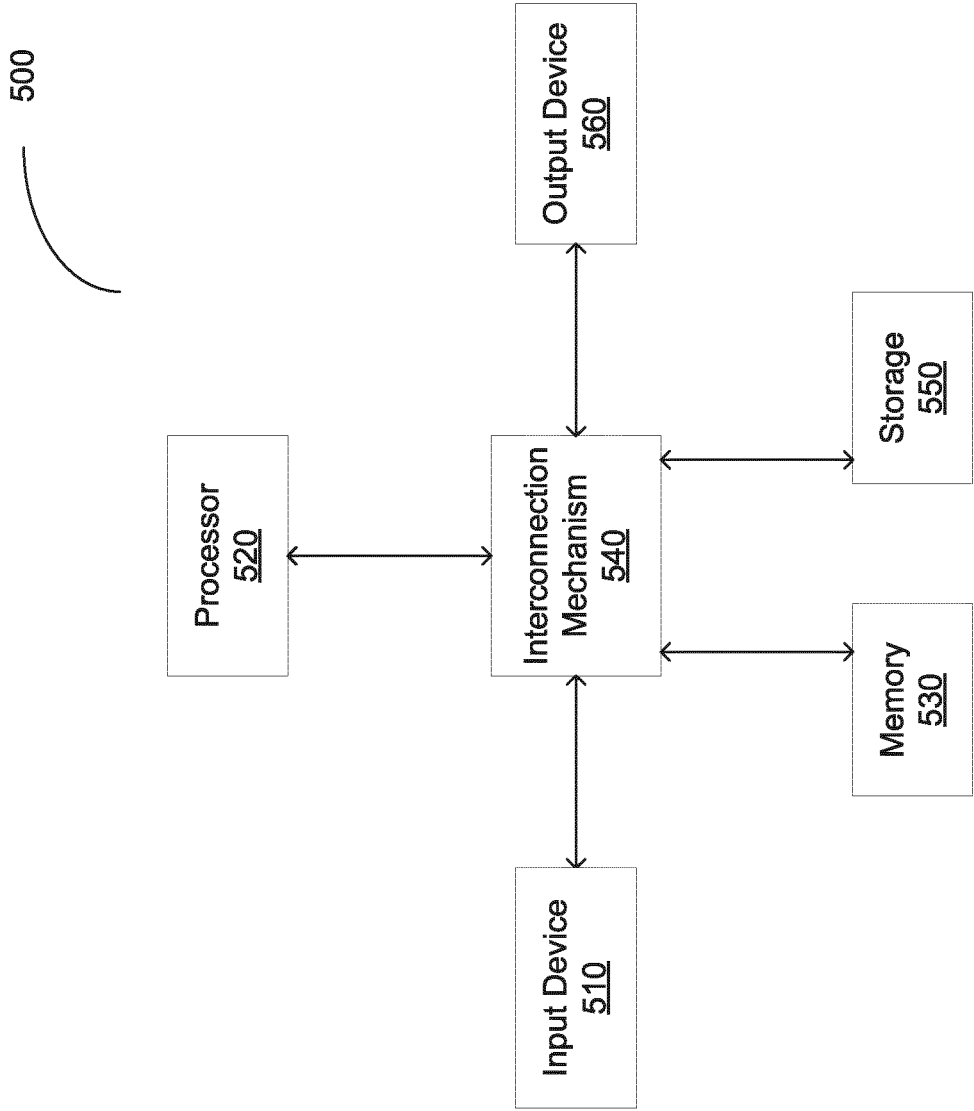 500
Processor
520
Input Device
510
Interconnection
Mechanism
540
Output Device
560
Memory
530
Storage
550